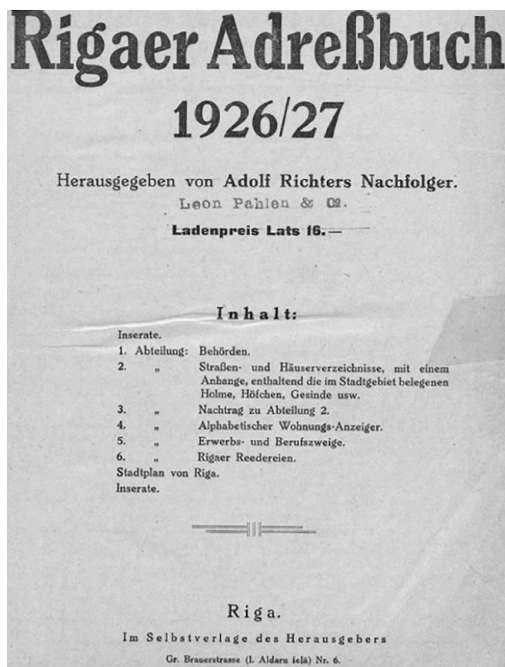 Rigaer Adreßbuch
1926/27
Herausgegeben von Adolf Richters Nachfolger.
Leon Pahlen & Co.
Ladenpreis Lats 16.—
Inhalt:
Inserate.
1. Abteilung: Behörden.
2. „ Straßen- und Häuserverzeichnisse, mit einem
Anhange, enthaltend die im Stadtgebiet belegenen
Holme, Höfchen, Gesinde usw.
3. „ Nachtrag zu Abteilung 2.
4. „ Alphabetischer Wohnungs-Anzeiger.
5. „ Erwerbs- und Berufszweige.
6. „ Rigaer Reedereien.
Stadtplan von Riga.
Inserate.
Riga.
Im Selbstverlage des Herausgebers
Gr. Brauerstrasse (l. Aldaru ielā) Nr. 6.